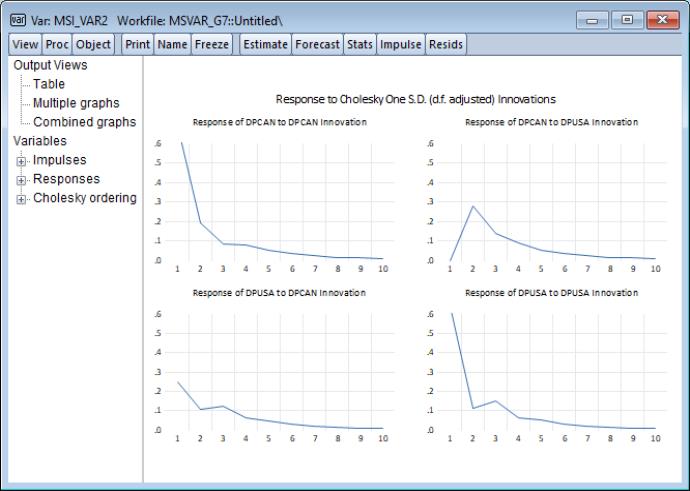 Var: MSI_VAR2   Workfile: MSVAR_G7::Untitled\
View Proc Object Print Name Freeze Estimate Forecast Stats Impulse Resids
Output Views
Table
Multiple graphs
Combined graphs
Variables
Impulses
Responses
Cholesky ordering
Response to Cholesky One S.D. (d.f. adjusted) Innovations
Response of DPCAN to DPCAN Innovation
.6
.5
.4
.3
.2
.1
.0
1 2 3 4 5 6 7 8 9 10
Response of DPCAN to DPUSA Innovation
.6
.5
.4
.3
.2
.1
.0
1 2 3 4 5 6 7 8 9 10
Response of DPUSA to DPCAN Innovation
.6
.5
.4
.3
.2
.1
.0
1 2 3 4 5 6 7 8 9 10
Response of DPUSA to DPUSA Innovation
.6
.5
.4
.3
.2
.1
.0
1 2 3 4 5 6 7 8 9 10